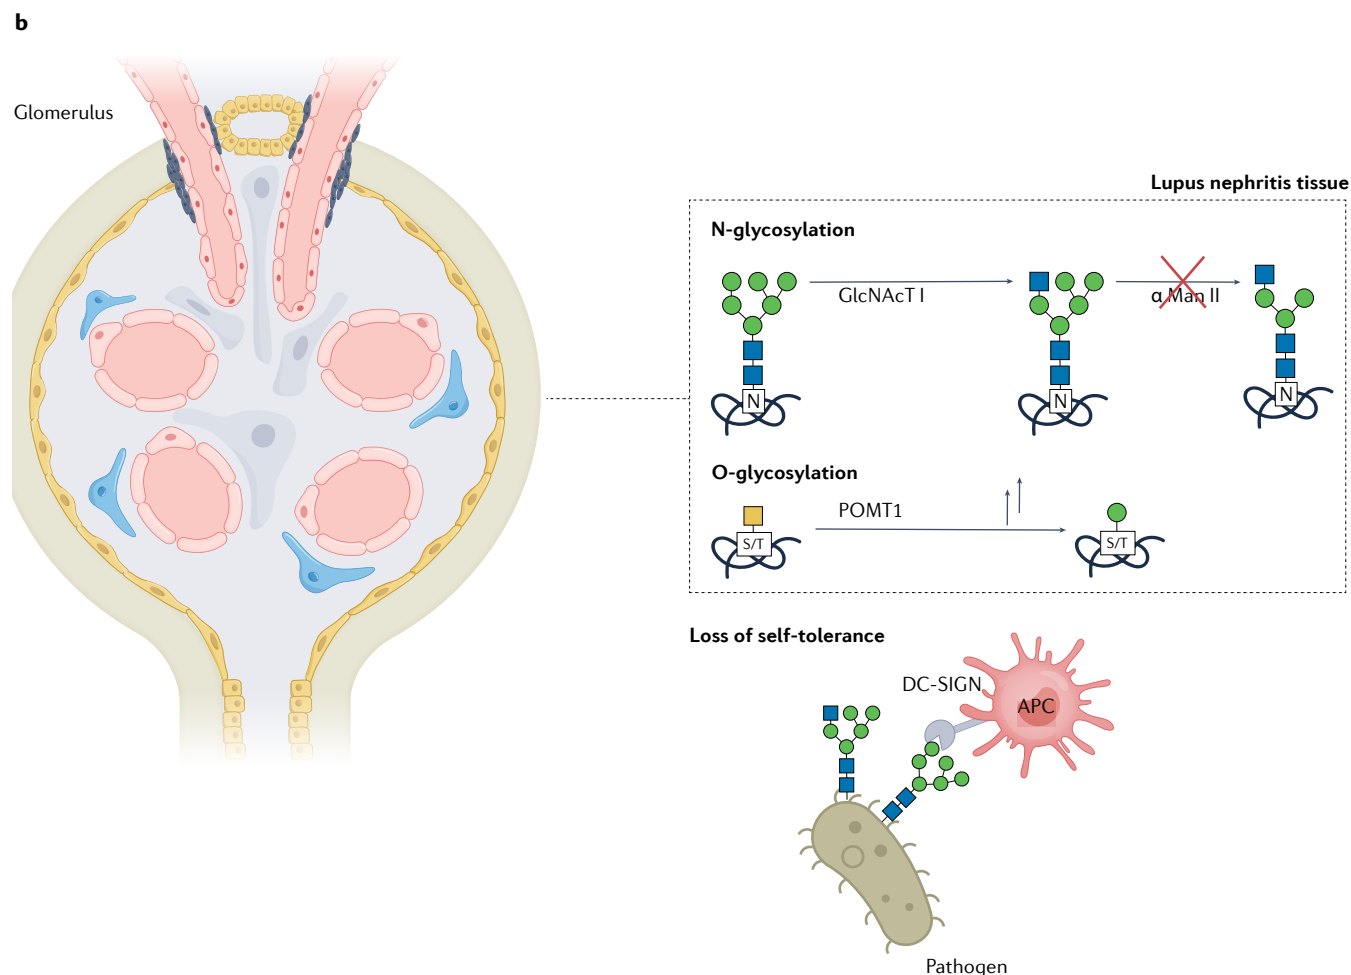 b
Glomerulus
Lupus nephritis tissue
N-glycosylation
GlcNAcT I
α Man II
N
N
N
O-glycosylation
POMT1
S/T
S/T
Loss of self-tolerance
DC-SIGN
APC
Pathogen